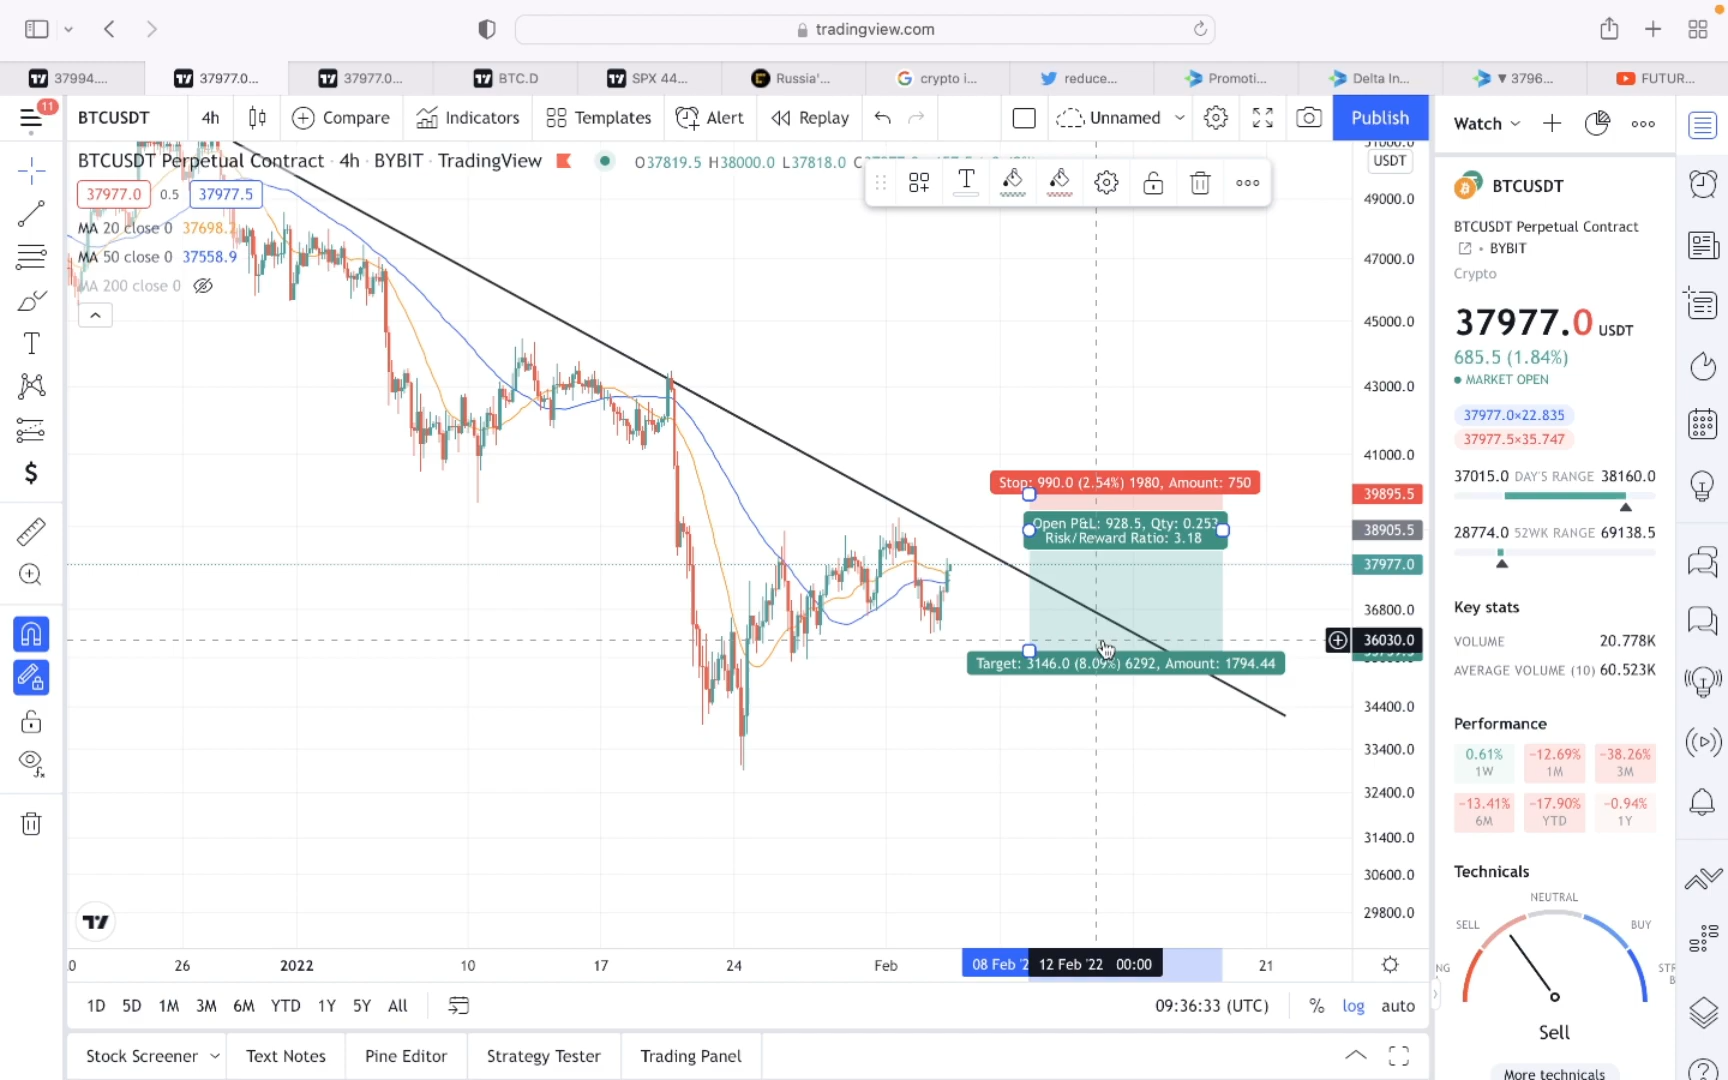 tradingview.com
37994....
37977.0...
37977.0...
BTC.D
SPX 44...
Russia'...
crypto i...
reduce...
Promoti...
Delta In...
▼ 3796...
FUTUR...
11
BTCUSDT
4h
Compare
Indicators
Templates
Alert
Replay
Unnamed
Publish
Watch
BTCUSDT Perpetual Contract · 4h · BYBIT · TradingView
O37819.5 H38000.0 L37818.0
USDT
37977.0
0.5
37977.5
MA 20 close 0
MA 50 close 0 37558.9
MA 200 close 0
49000.0
47000.0
45000.0
43000.0
41000.0
39895.5
38905.5
37977.0
36800.0
36030.0
34400.0
33400.0
32400.0
31400.0
30600.0
29800.0
Stop: 990.0 (2.54%) 1980, Amount: 750
Open P&L: 928.5, Qty: 0.253
Risk/Reward Ratio: 3.18
Target: 3146.0 (8.09%) 6292, Amount: 1794.44
26
2022
10
17
24
Feb
08 Feb '2
12 Feb '22 00:00
21
1D
5D
1M
3M
6M
YTD
1Y
5Y
All
09:36:33 (UTC)
%
log
auto
Stock Screener
Text Notes
Pine Editor
Strategy Tester
Trading Panel
BTCUSDT
BTCUSDT Perpetual Contract
BYBIT
Crypto
37977.0 USDT
685.5 (1.84%)
MARKET OPEN
37977.0×22.835
37977.5×35.747
37015.0 DAY'S RANGE 38160.0
28774.0 52WK RANGE 69138.5
Key stats
VOLUME 20.778K
AVERAGE VOLUME (10) 60.523K
Performance
0.61%
1W
−12.69%
1M
−38.26%
3M
−13.41%
6M
−17.90%
YTD
−0.94%
1Y
Technicals
NEUTRAL
SELL
BUY
NG
STR
Sell
More technicals